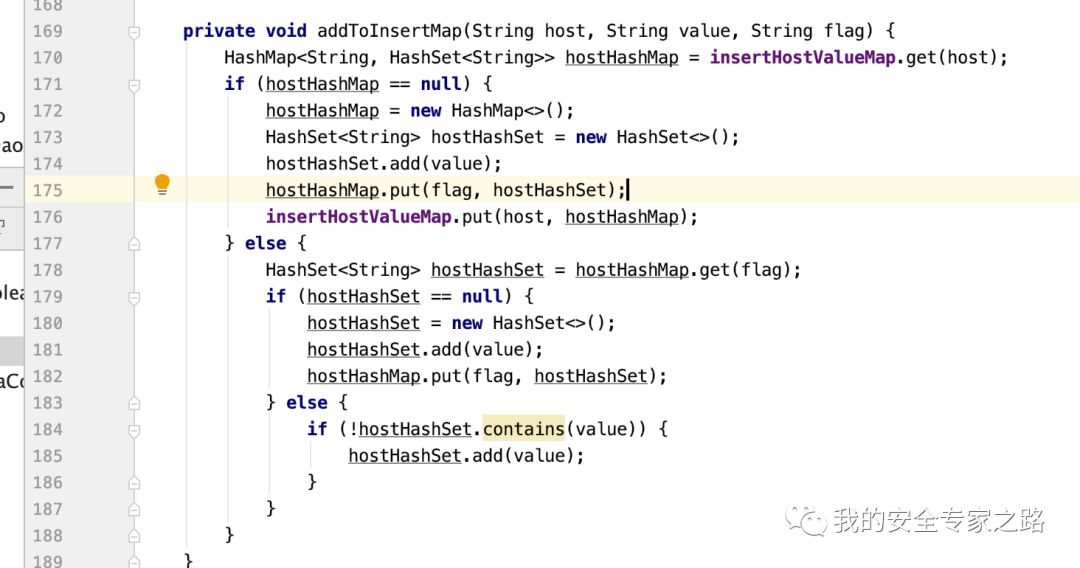 168
169 private void addToInsertMap(String host, String value, String flag) {
170 HashMap<String, HashSet<String>> hostHashMap = insertHostValueMap.get(host);
171 if (hostHashMap == null) {
172 hostHashMap = new HashMap<>();
173 HashSet<String> hostHashSet = new HashSet<>();
174 hostHashSet.add(value);
175 hostHashMap.put(flag, hostHashSet);
176 insertHostValueMap.put(host, hostHashMap);
177 } else {
178 HashSet<String> hostHashSet = hostHashMap.get(flag);
179 if (hostHashSet == null) {
180 hostHashSet = new HashSet<>();
181 hostHashSet.add(value);
182 hostHashMap.put(flag, hostHashSet);
183 } else {
184 if (!hostHashSet.contains(value)) {
185 hostHashSet.add(value);
186 }
187 }
188 }
189 }
我的安全专家之路